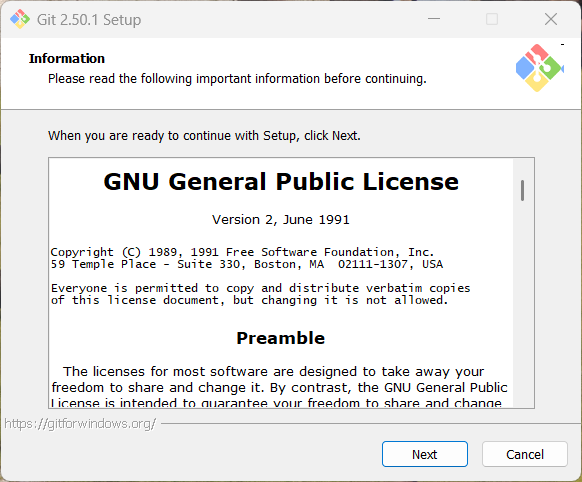 Git 2.50.1 Setup
Information
Please read the following important information before continuing.
When you are ready to continue with Setup, click Next.
GNU General Public License
Version 2, June 1991
Copyright (C) 1989, 1991 Free Software Foundation, Inc.
59 Temple Place - Suite 330, Boston, MA  02111-1307, USA
Everyone is permitted to copy and distribute verbatim copies
of this license document, but changing it is not allowed.
Preamble
The licenses for most software are designed to take away your
freedom to share and change it. By contrast, the GNU General Public
License is intended to guarantee your freedom to share and change
https://gitforwindows.org/
Next
Cancel